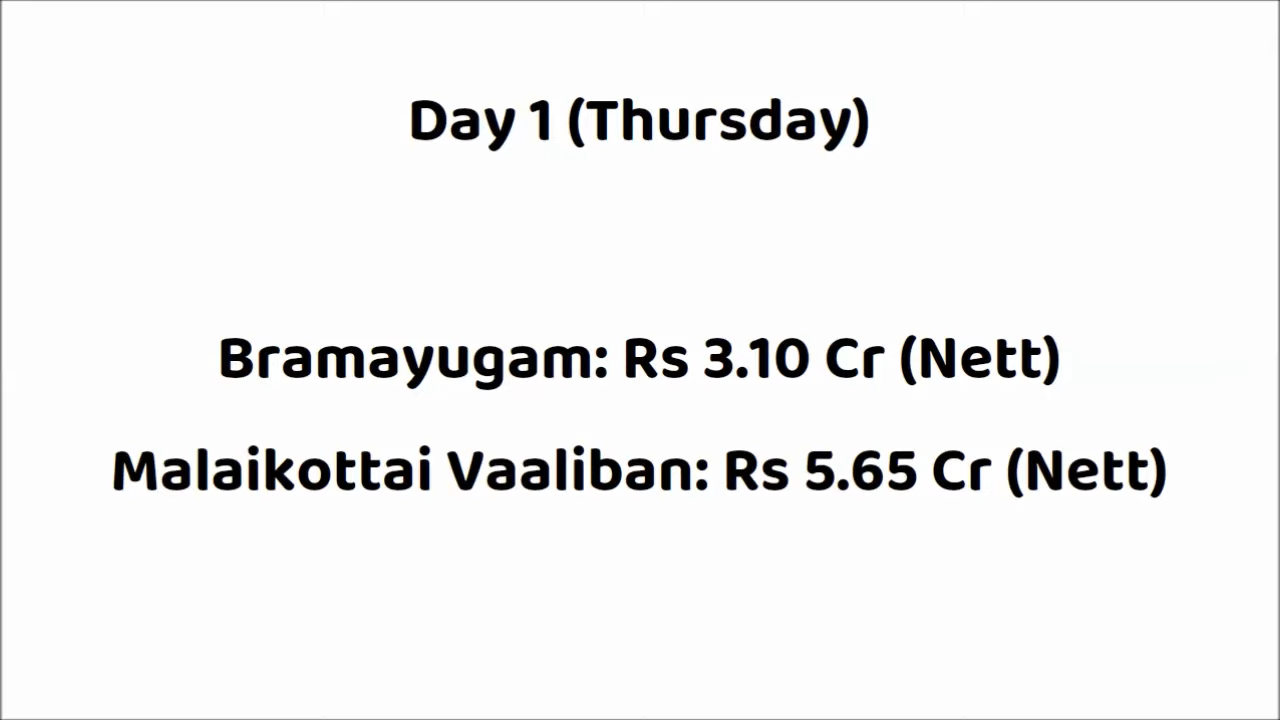 Day 1 (Thursday)
Bramayugam: Rs 3.10 Cr (Nett)
Malaikottai Vaaliban: Rs 5.65 Cr (Nett)